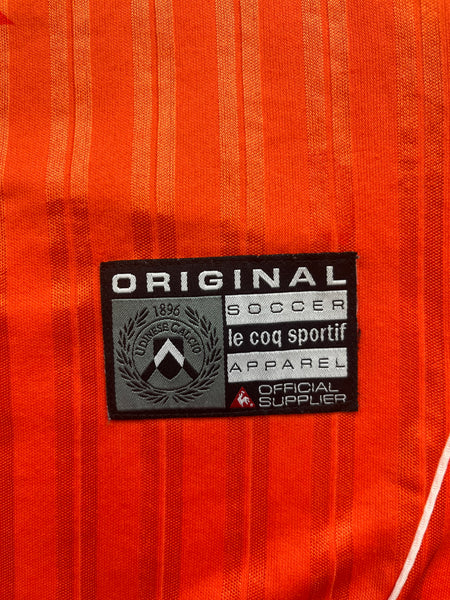 ORIGINAL
1896
UDINESE CALCIO
SOCCER
le coq sportif
APPAREL
OFFICIAL
SUPPLIER